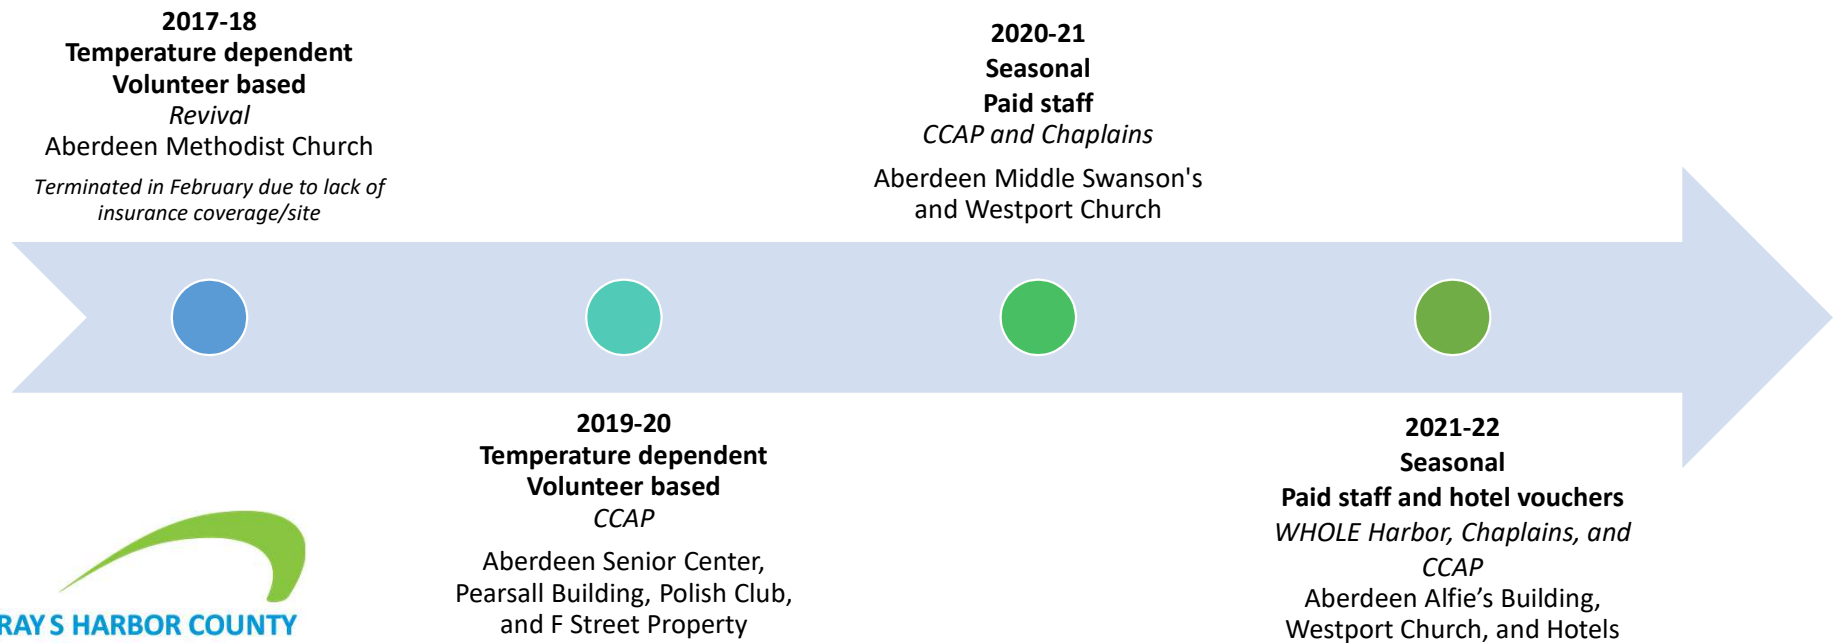 2017-18
Temperature dependent
Volunteer based
Revival
Aberdeen Methodist Church
Terminated in February due to lack of
insurance coverage/site
2019-20
Temperature dependent
Volunteer based
CCAP
Aberdeen Senior Center,
Pearsall Building, Polish Club,
and F Street Property
2020-21
Seasonal
Paid staff
CCAP and Chaplains
Aberdeen Middle Swanson's
and Westport Church
2021-22
Seasonal
Paid staff and hotel vouchers
WHOLE Harbor, Chaplains, and
CCAP
Aberdeen Alfie’s Building,
Westport Church, and Hotels
RAY S HARBOR COUNTY